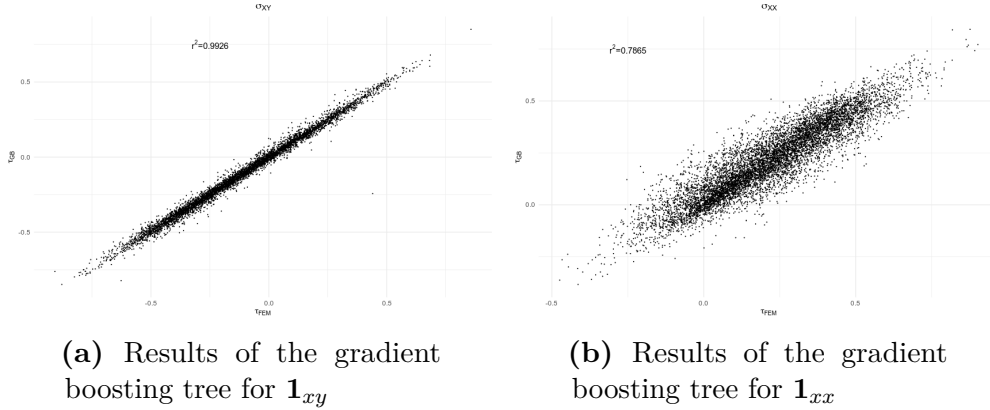 σXY
r²=0.9926
0.5
0.0
-0.5
τGB
-0.5
0.0
0.5
τFEM
(a) Results of the gradient
boosting tree for 1xy
σXX
r²=0.7865
0.5
0.0
τGB
-0.5
0.0
0.5
τFEM
(b) Results of the gradient
boosting tree for 1xx